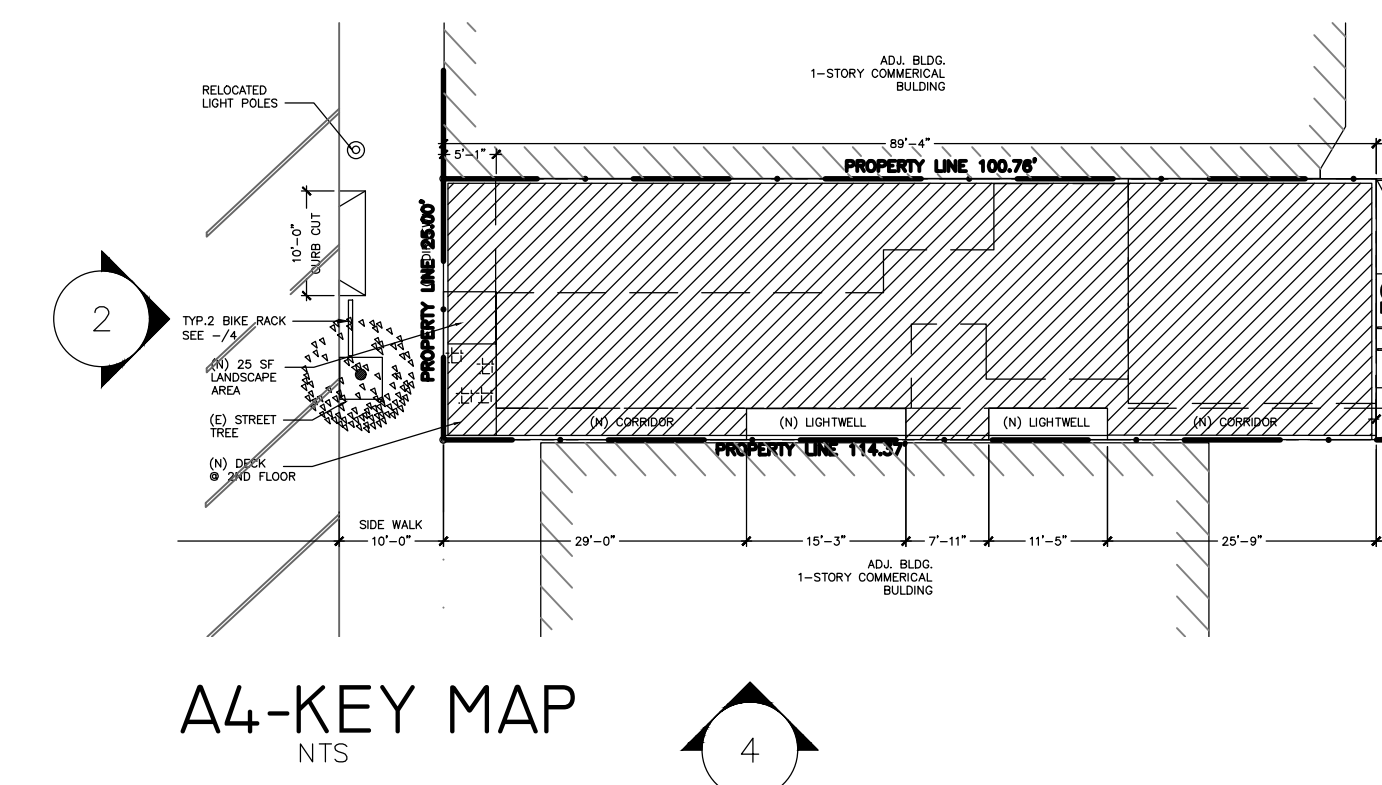 ADJ. BLDG.
1-STORY COMMERICAL
BULDING
RELOCATED
LIGHT POLES
89'-4"
5'-1"
PROPERTY LINE 100.76'
PROPERTY LINE 25.00'
10'-0"
CURB CUT
2
TYP.2 BIKE RACK
SEE -/4
(N) 25 SF
LANDSCAPE
AREA
(E) STREET
TREE
(N) DECK
@ 2ND FLOOR
(N) CORRIDOR
(N) LIGHTWELL
(N) LIGHTWELL
(N) CORRIDOR
PROPERTY LINE 114.37'
SIDE WALK
10'-0"
29'-0"
15'-3"
7'-11"
11'-5"
25'-9"
ADJ. BLDG.
1-STORY COMMERICAL
BULDING
A4-KEY MAP
NTS
4